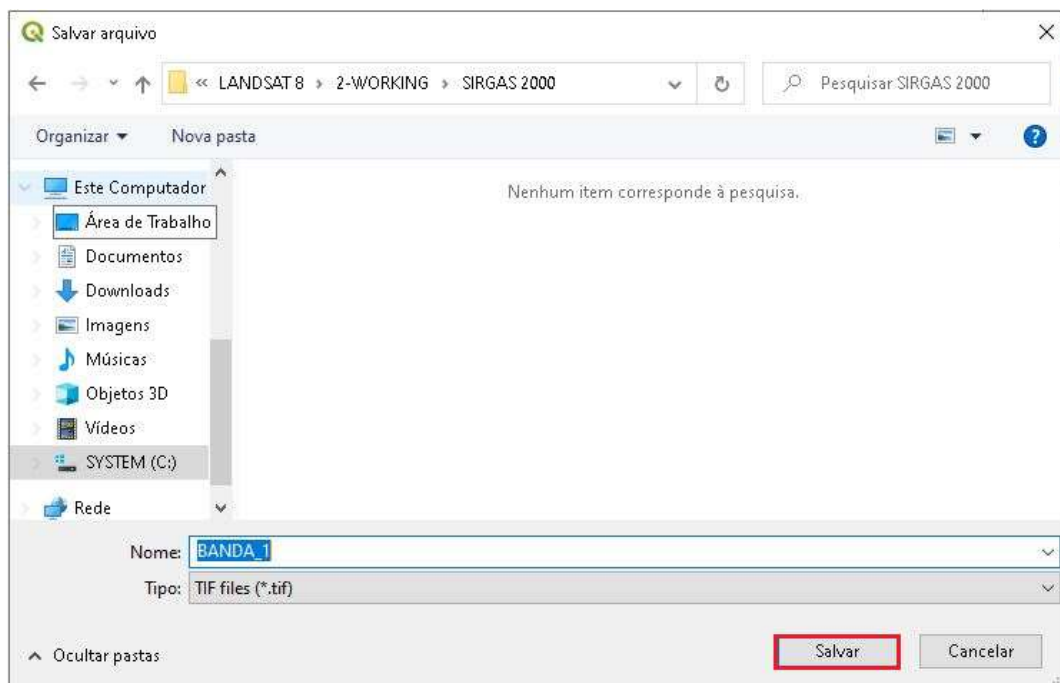 Salvar arquivo
« LANDSAT 8 › 2-WORKING › SIRGAS 2000
Pesquisar SIRGAS 2000
Organizar
Nova pasta
?
Este Computador
Nenhum item corresponde à pesquisa.
Área de Trabalho
Documentos
Downloads
Imagens
Músicas
Objetos 3D
Vídeos
SYSTEM (C:)
Rede
Nome: BANDA_1
Tipo: TIF files (*.tif)
Ocultar pastas
Salvar
Cancelar